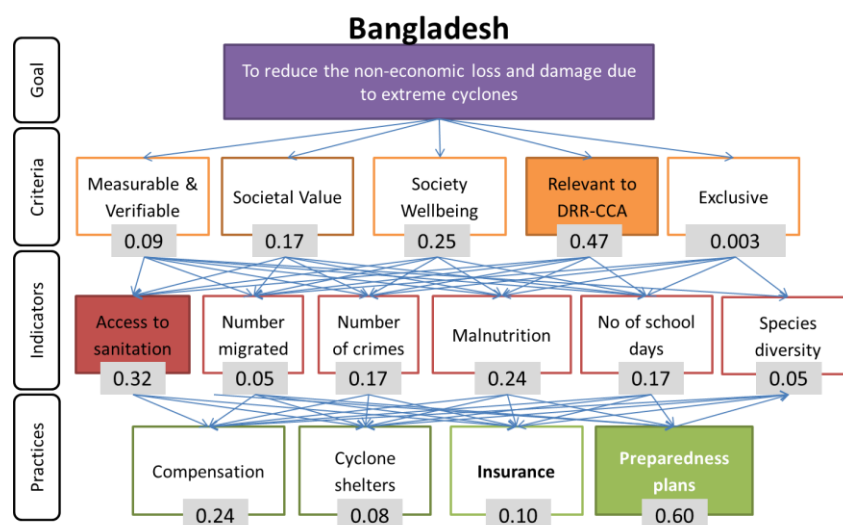 Bangladesh
Goal
To reduce the non-economic loss and damage due
to extreme cyclones
Criteria
Measurable &
Verifiable
0.09
Societal Value
0.17
Society
Wellbeing
0.25
Relevant to
DRR-CCA
0.47
Exclusive
0.003
Indicators
Access to
sanitation
0.32
Number
migrated
0.05
Number
of crimes
0.17
Malnutrition
0.24
No of school
days
0.17
Species
diversity
0.05
Practices
Compensation
0.24
Cyclone
shelters
0.08
Insurance
0.10
Preparedness
plans
0.60